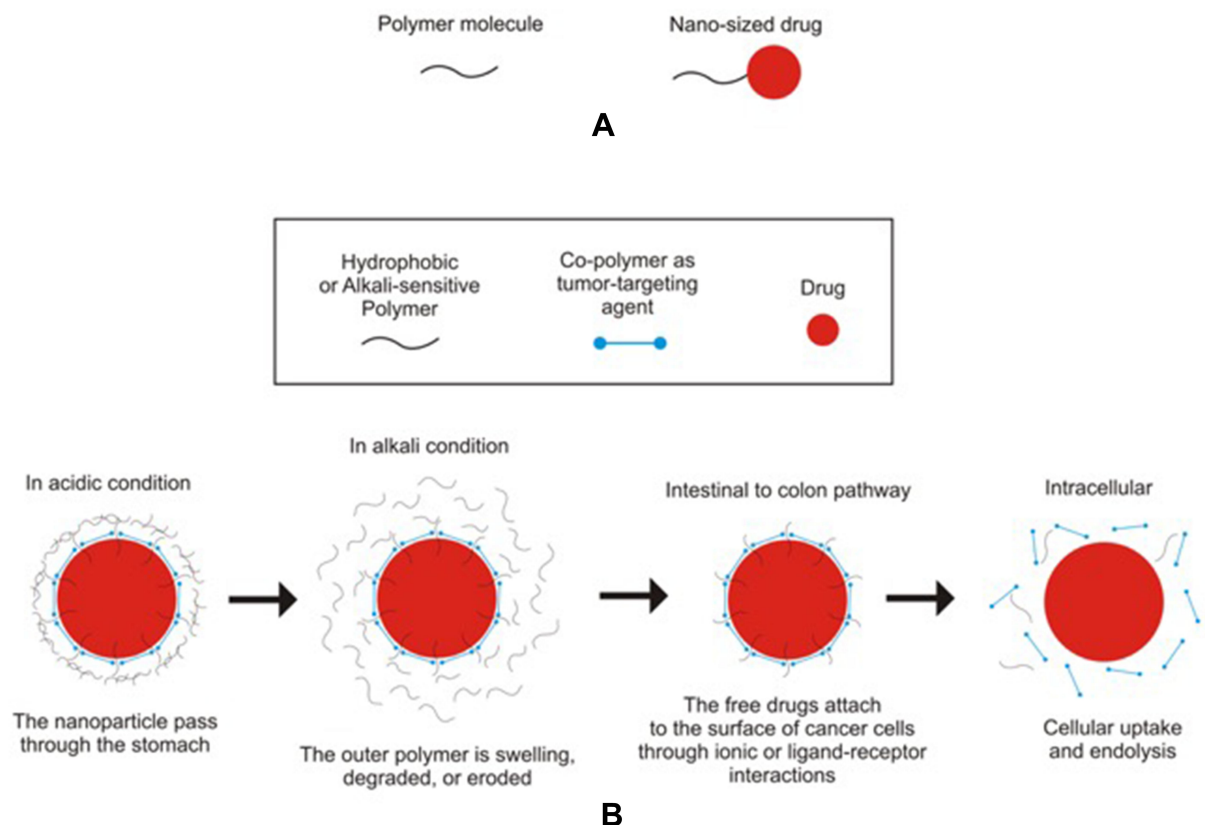 Polymer molecule
Nano-sized drug
A
Hydrophobic
or Alkali-sensitive
Polymer
Co-polymer as
tumor-targeting
agent
Drug
In acidic condition
The nanoparticle pass
through the stomach
In alkali condition
The outer polymer is swelling,
degraded, or eroded
Intestinal to colon pathway
The free drugs attach
to the surface of cancer cells
through ionic or ligand-receptor
interactions
Intracellular
Cellular uptake
and endolysis
B